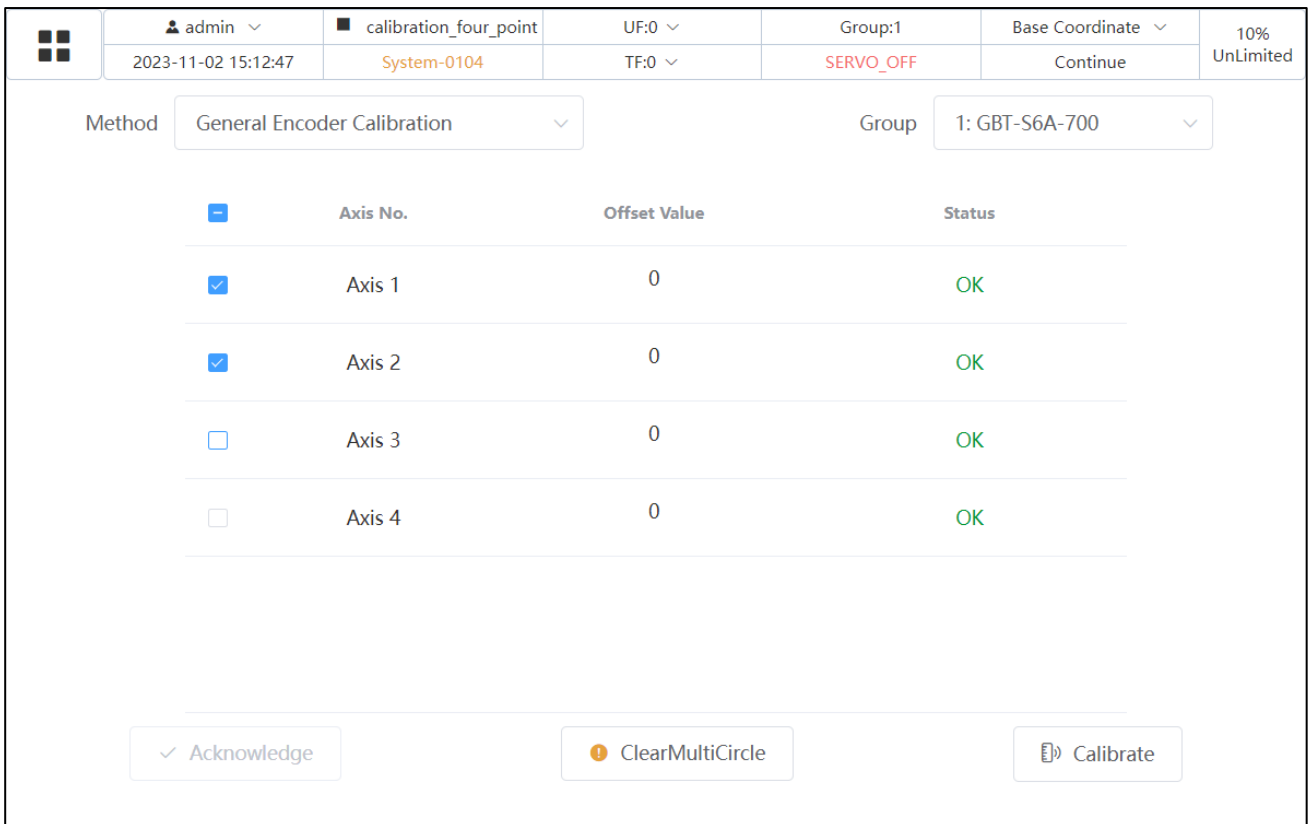 admin
calibration_four_point
UF:0
Group:1
Base Coordinate
10%
UnLimited
2023-11-02 15:12:47
System-0104
TF:0
SERVO_OFF
Continue
Method
General Encoder Calibration
Group
1: GBT-S6A-700
Axis No. Offset Value Status
Axis 1 0 OK
Axis 2 0 OK
Axis 3 0 OK
Axis 4 0 OK
Acknowledge
ClearMultiCircle
Calibrate